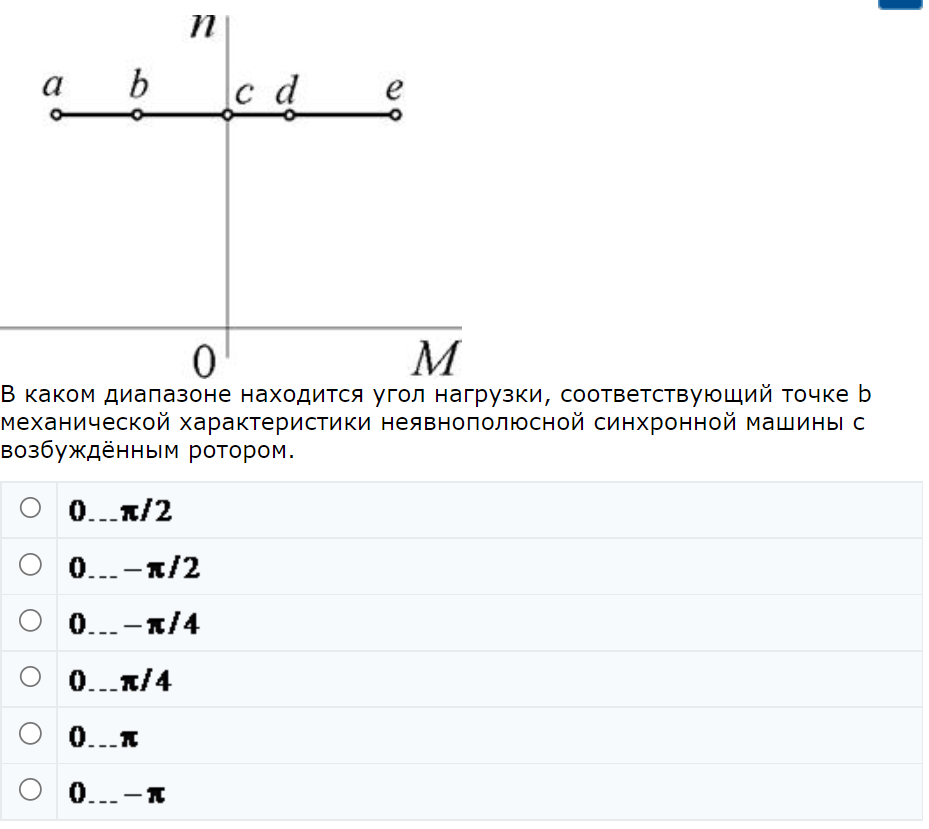 n
a b c d e
0 M
В каком диапазоне находится угол нагрузки, соответствующий точке b
механической характеристики неявнополюсной синхронной машины с
возбуждённым ротором.
0...π/2
0...−π/2
0...−π/4
0...π/4
0...π
0...−π